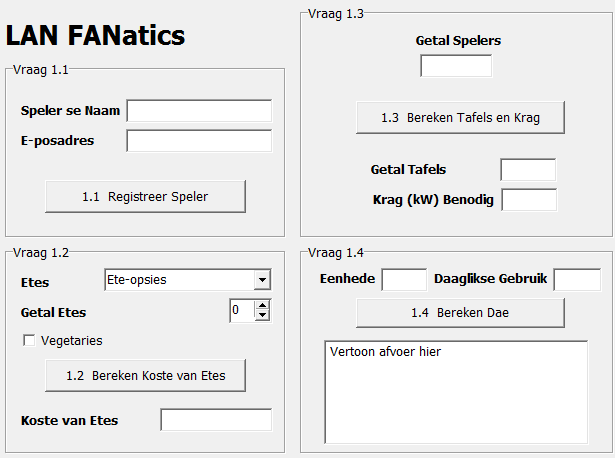 LAN FANatics
Vraag 1.1
Speler se Naam
E-posadres
1.1 Registreer Speler
Vraag 1.2
Etes
Ete-opsies
Getal Etes
0
Vegetaries
1.2 Bereken Koste van Etes
Koste van Etes
Vraag 1.3
Getal Spelers
1.3 Bereken Tafels en Krag
Getal Tafels
Krag (kW) Benodig
Vraag 1.4
Eenhede
Daaglikse Gebruik
1.4 Bereken Dae
Vertoon afvoer hier